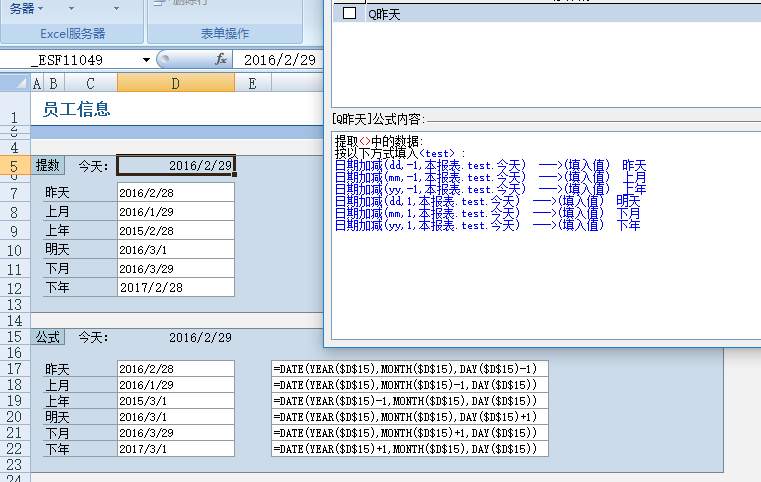 务器
删除行
Excel服务器
表单操作
_ESF11049
fx
2016/2/29
A B C D E
1
员工信息
2
4
5
提数
今天:
2016/2/29
6
7
昨天
2016/2/28
8
上月
2016/1/29
9
上年
2015/2/28
10
明天
2016/3/1
11
下月
2016/3/29
12
下年
2017/2/28
13
14
15
公式
今天:
2016/2/29
16
17
昨天
2016/2/28
=DATE(YEAR($D$15),MONTH($D$15),DAY($D$15)-1)
18
上月
2016/1/29
=DATE(YEAR($D$15),MONTH($D$15)-1,DAY($D$15))
19
上年
2015/3/1
=DATE(YEAR($D$15)-1,MONTH($D$15),DAY($D$15))
20
明天
2016/3/1
=DATE(YEAR($D$15),MONTH($D$15),DAY($D$15)+1)
21
下月
2016/3/29
=DATE(YEAR($D$15),MONTH($D$15)+1,DAY($D$15))
22
下年
2017/3/1
=DATE(YEAR($D$15)+1,MONTH($D$15),DAY($D$15))
23
24
Q昨天
[Q昨天]公式内容:
提取<>中的数据:
按以下方式填入<test> :
日期加减(dd,-1,本报表.test.今天) --->(填入值) 昨天
日期加减(mm,-1,本报表.test.今天) --->(填入值) 上月
日期加减(yy,-1,本报表.test.今天) --->(填入值) 上年
日期加减(dd,1,本报表.test.今天) --->(填入值) 明天
日期加减(mm,1,本报表.test.今天) --->(填入值) 下月
日期加减(yy,1,本报表.test.今天) --->(填入值) 下年